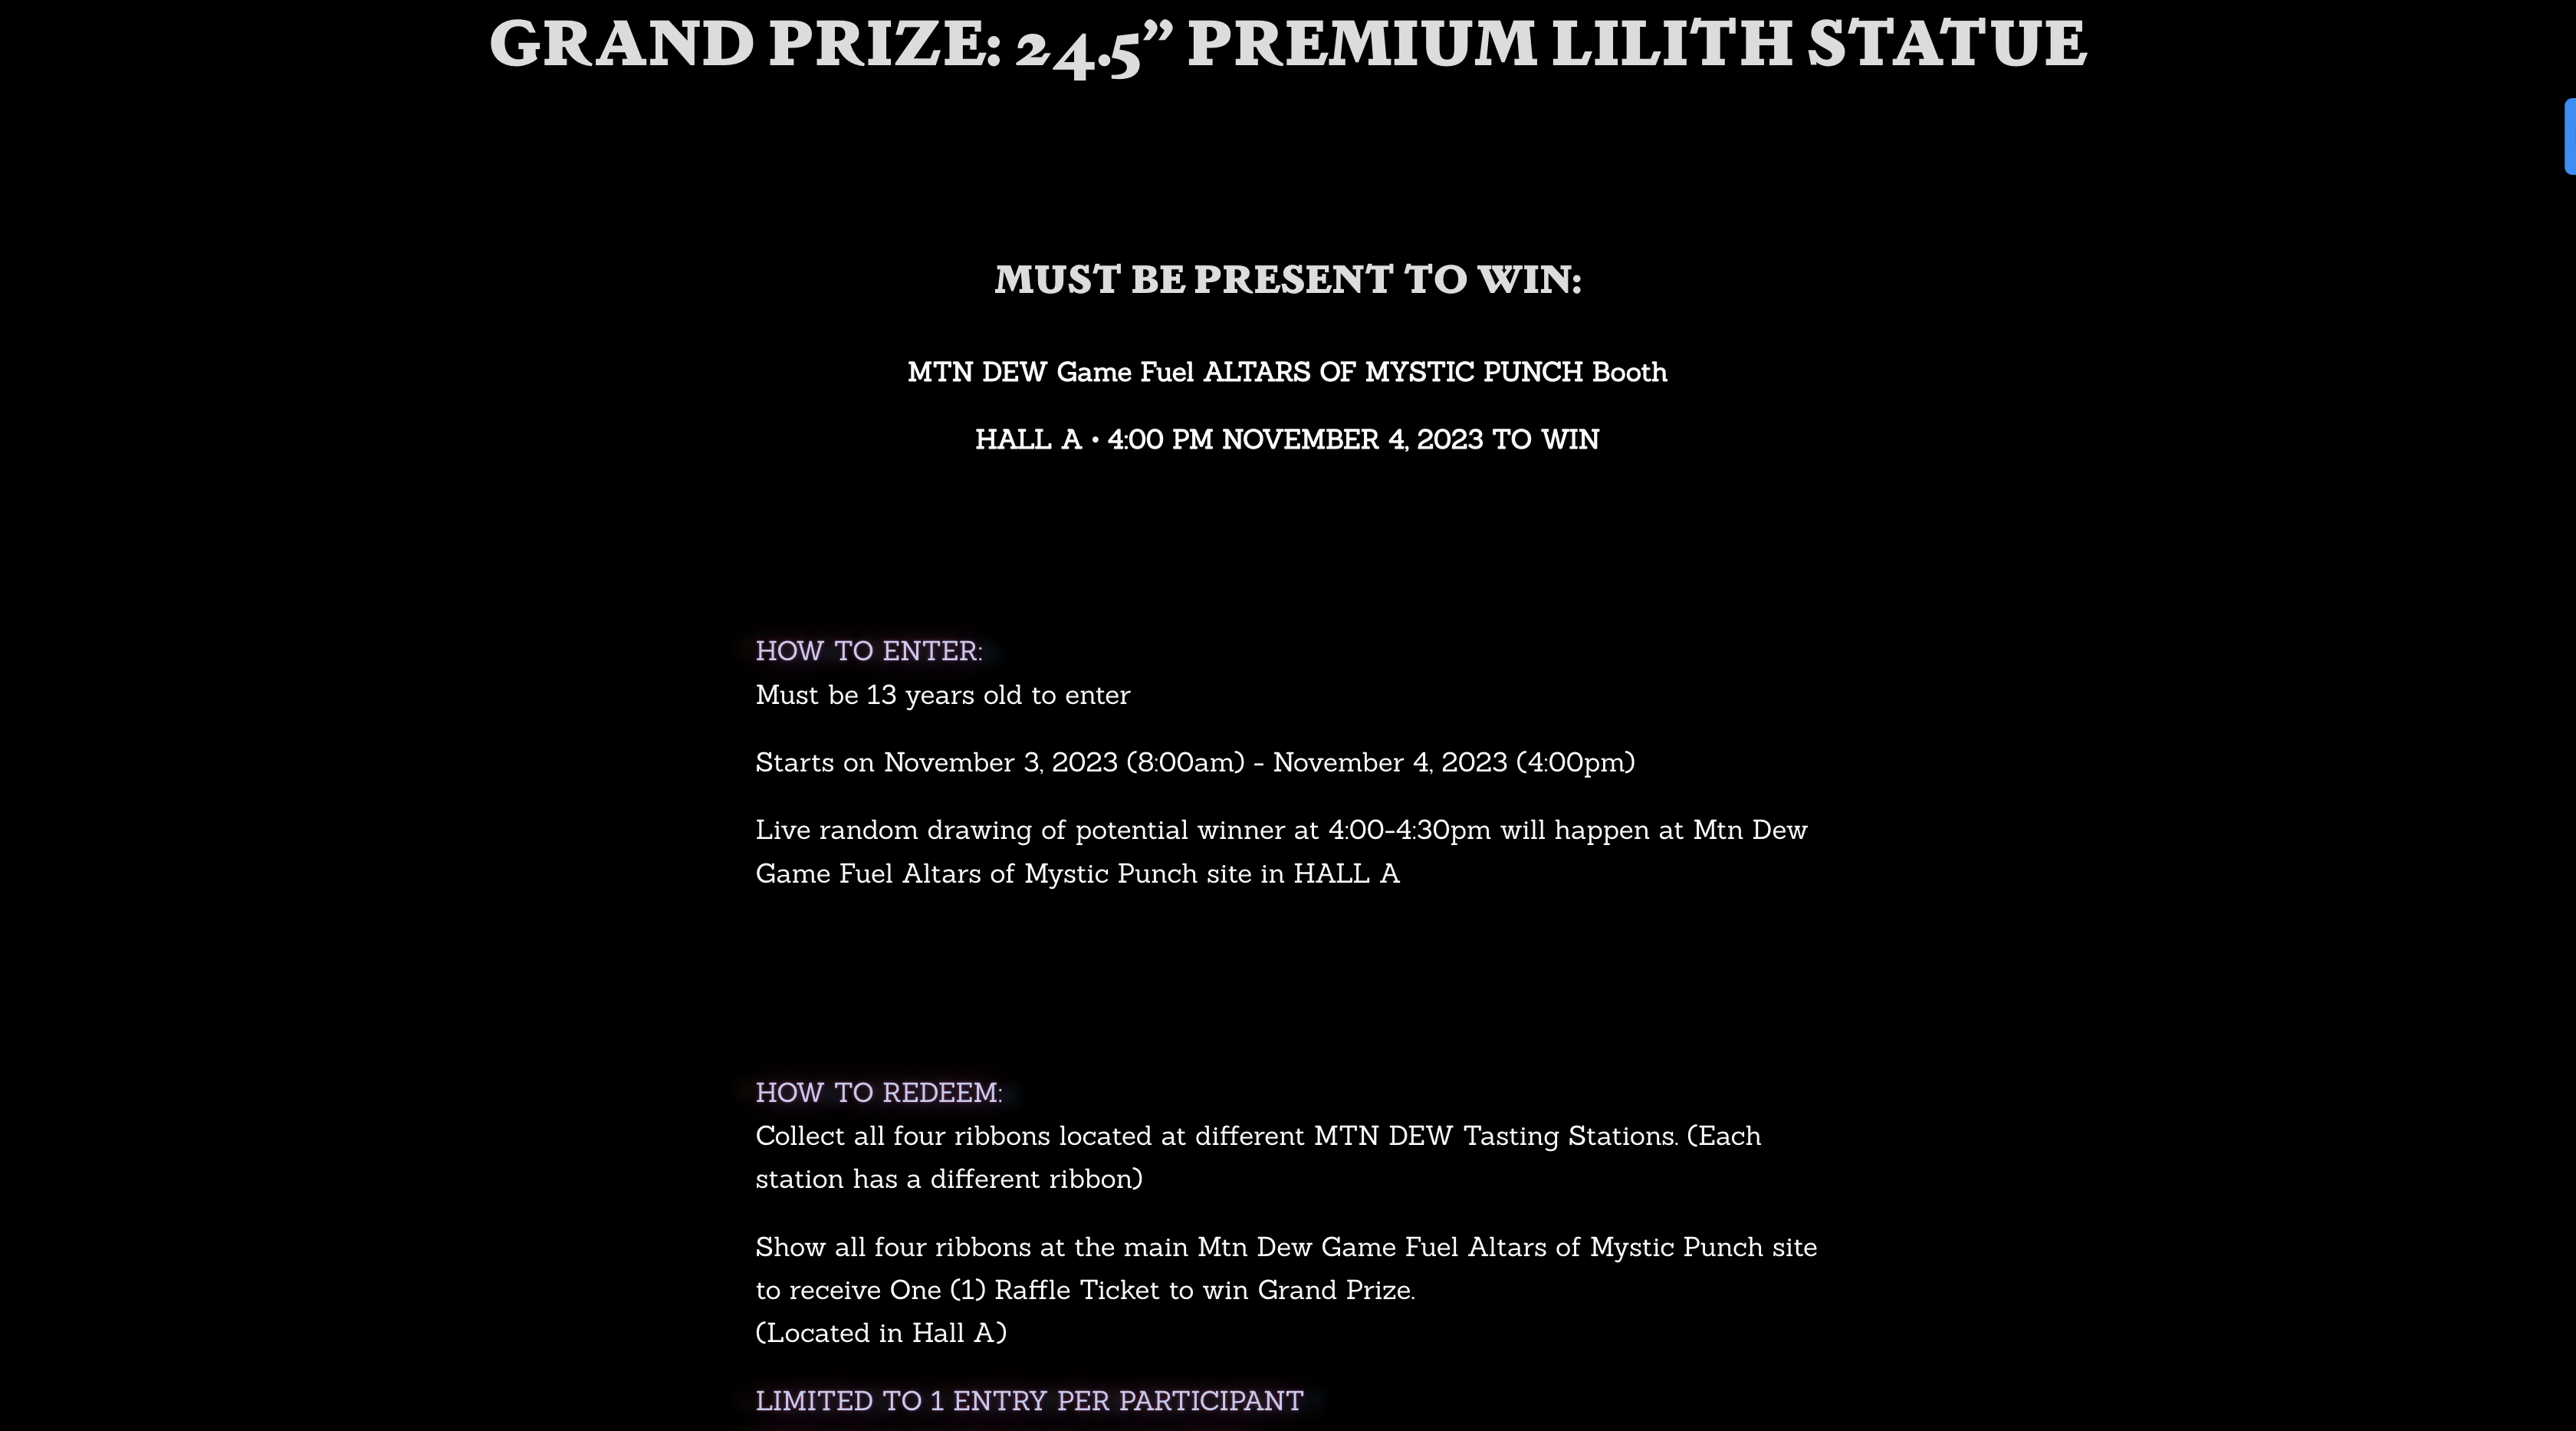 GRAND PRIZE: 24.5” PREMIUM LILITH STATUE
MUST BE PRESENT TO WIN:
MTN DEW Game Fuel ALTARS OF MYSTIC PUNCH Booth
HALL A • 4:00 PM NOVEMBER 4, 2023 TO WIN
HOW TO ENTER:
Must be 13 years old to enter
Starts on November 3, 2023 (8:00am) - November 4, 2023 (4:00pm)
Live random drawing of potential winner at 4:00-4:30pm will happen at Mtn Dew
Game Fuel Altars of Mystic Punch site in HALL A
HOW TO REDEEM:
Collect all four ribbons located at different MTN DEW Tasting Stations. (Each
station has a different ribbon)
Show all four ribbons at the main Mtn Dew Game Fuel Altars of Mystic Punch site
to receive One (1) Raffle Ticket to win Grand Prize.
(Located in Hall A)
LIMITED TO 1 ENTRY PER PARTICIPANT